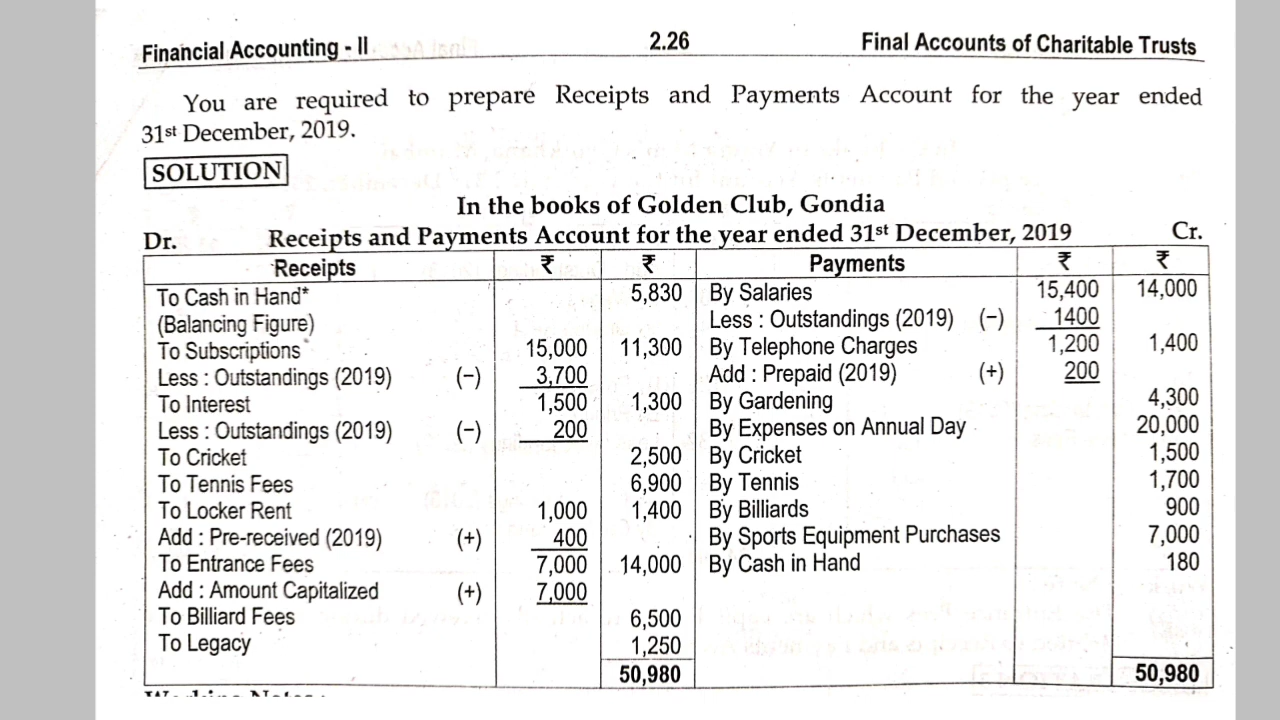 Financial Accounting - II 2.26 Final Accounts of Charitable Trusts
You are required to prepare Receipts and Payments Account for the year ended
31st December, 2019.
SOLUTION
In the books of Golden Club, Gondia
Dr. Receipts and Payments Account for the year ended 31st December, 2019 Cr.
Receipts ₹ ₹ Payments ₹ ₹
To Cash in Hand* 5,830 By Salaries 15,400 14,000
(Balancing Figure) Less : Outstandings (2019) (–) 1400
To Subscriptions 15,000 11,300 By Telephone Charges 1,200 1,400
Less : Outstandings (2019) (–) 3,700 Add : Prepaid (2019) (+) 200
To Interest 1,500 1,300 By Gardening 4,300
Less : Outstandings (2019) (–) 200 By Expenses on Annual Day 20,000
To Cricket 2,500 By Cricket 1,500
To Tennis Fees 6,900 By Tennis 1,700
To Locker Rent 1,000 1,400 By Billiards 900
Add : Pre-received (2019) (+) 400 By Sports Equipment Purchases 7,000
To Entrance Fees 7,000 14,000 By Cash in Hand 180
Add : Amount Capitalized (+) 7,000
To Billiard Fees 6,500
To Legacy 1,250
50,980 50,980